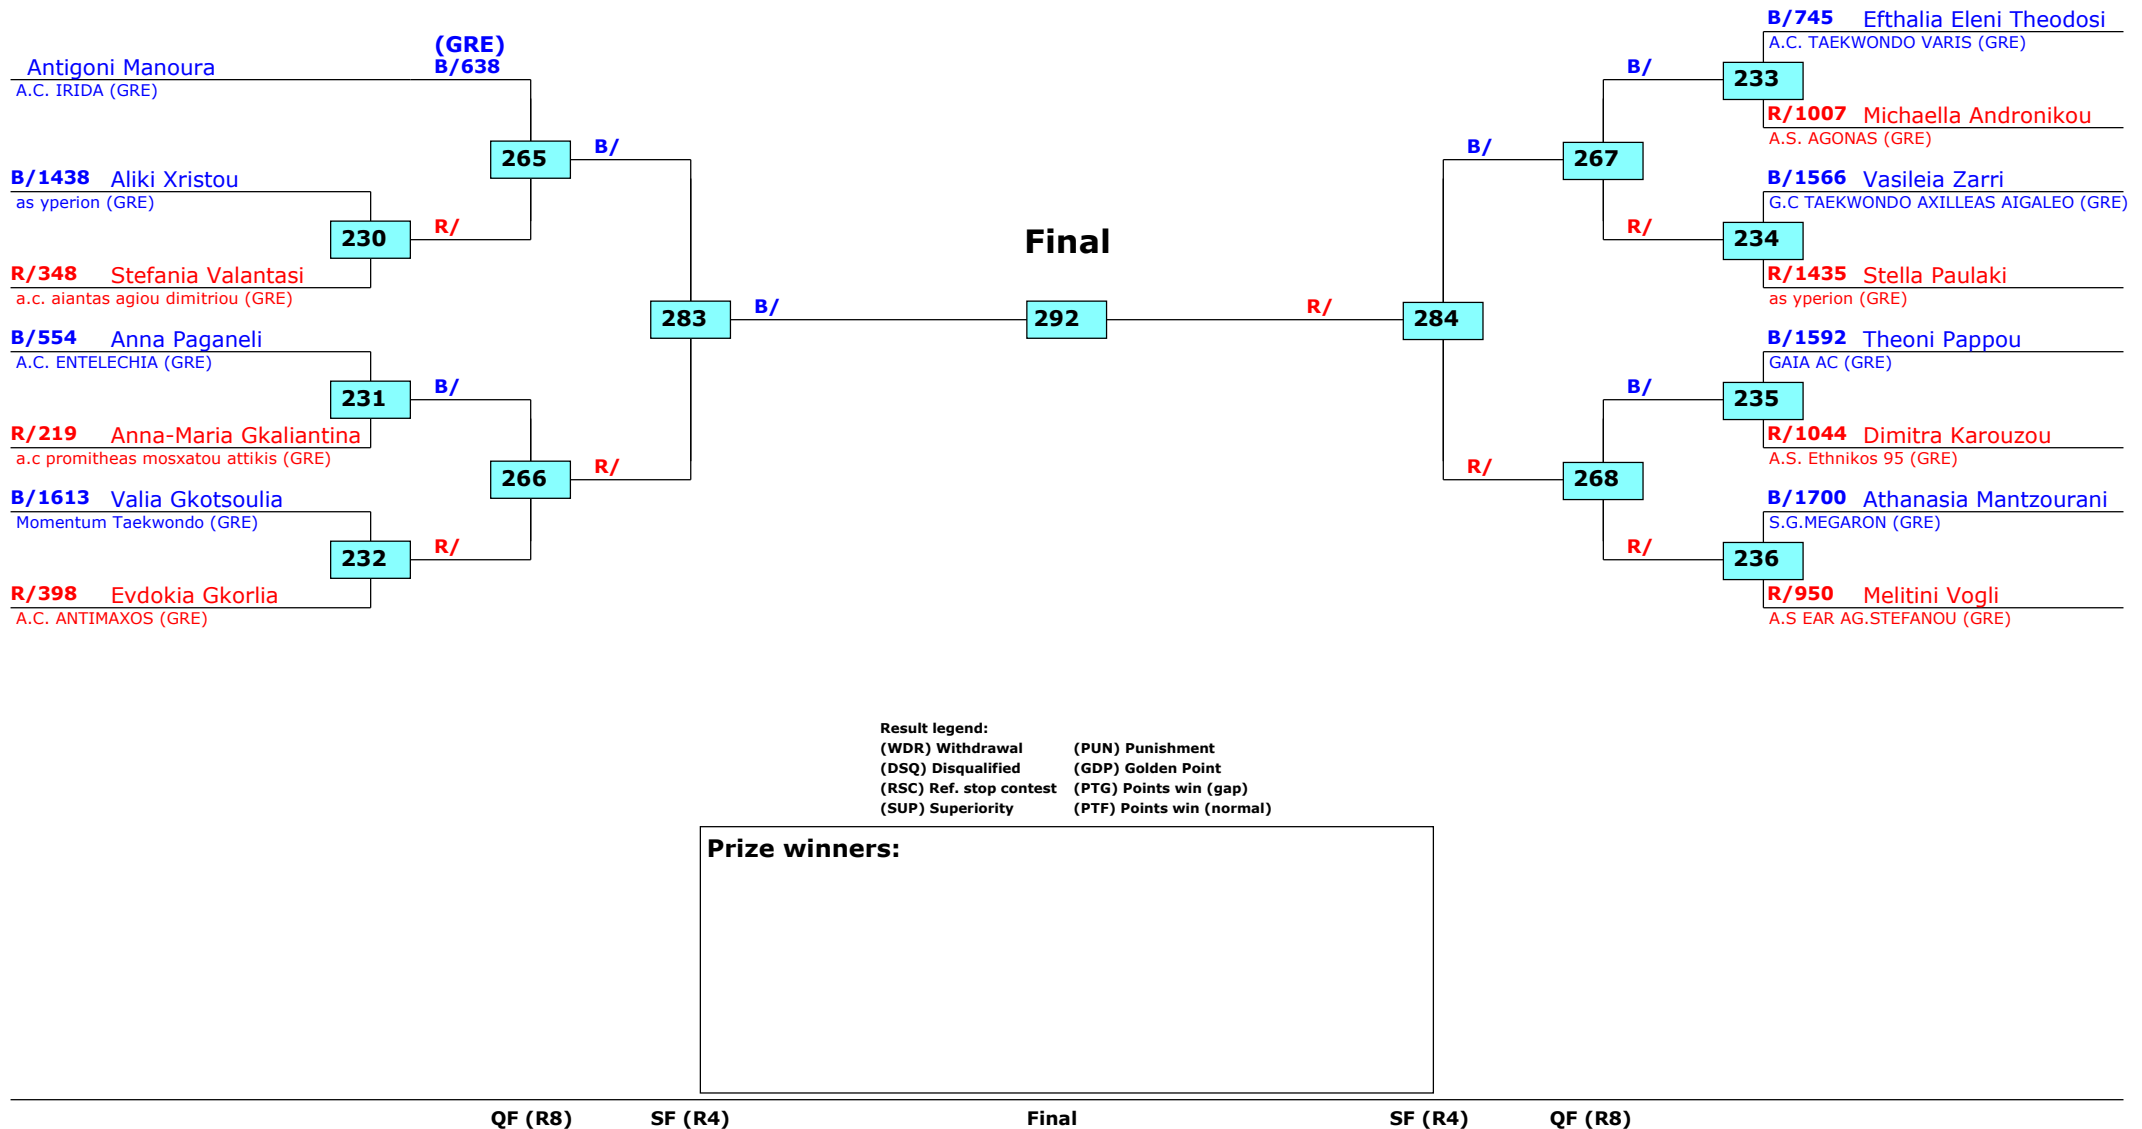 Antigoni Manoura
A.C. IRIDA (GRE)
(GRE)
B/638
265
B/
B/1438 Aliki Xristou
as yperion (GRE)
230
R/
R/348 Stefania Valantasi
a.c. aiantas agiou dimitriou (GRE)
283
B/
B/554 Anna Paganeli
A.C. ENTELECHIA (GRE)
231
B/
R/219 Anna-Maria Gkaliantina
a.c promitheas mosxatou attikis (GRE)
266
R/
B/1613 Valia Gkotsoulia
Momentum Taekwondo (GRE)
232
R/
R/398 Evdokia Gkorlia
A.C. ANTIMAXOS (GRE)
Final
292
B/745 Efthalia Eleni Theodosi
A.C. TAEKWONDO VARIS (GRE)
B/
233
R/1007 Michaella Andronikou
A.S. AGONAS (GRE)
B/
267
B/1566 Vasileia Zarri
G.C TAEKWONDO AXILLEAS AIGALEO (GRE)
R/
234
R/1435 Stella Paulaki
as yperion (GRE)
R/
284
B/1592 Theoni Pappou
GAIA AC (GRE)
B/
235
R/1044 Dimitra Karouzou
A.S. Ethnikos 95 (GRE)
R/
268
B/1700 Athanasia Mantzourani
S.G.MEGARON (GRE)
R/
236
R/950 Melitini Vogli
A.S EAR AG.STEFANOU (GRE)
Result legend:
(WDR) Withdrawal (PUN) Punishment
(DSQ) Disqualified (GDP) Golden Point
(RSC) Ref. stop contest (PTG) Points win (gap)
(SUP) Superiority (PTF) Points win (normal)
Prize winners:
QF (R8) SF (R4) Final SF (R4) QF (R8)